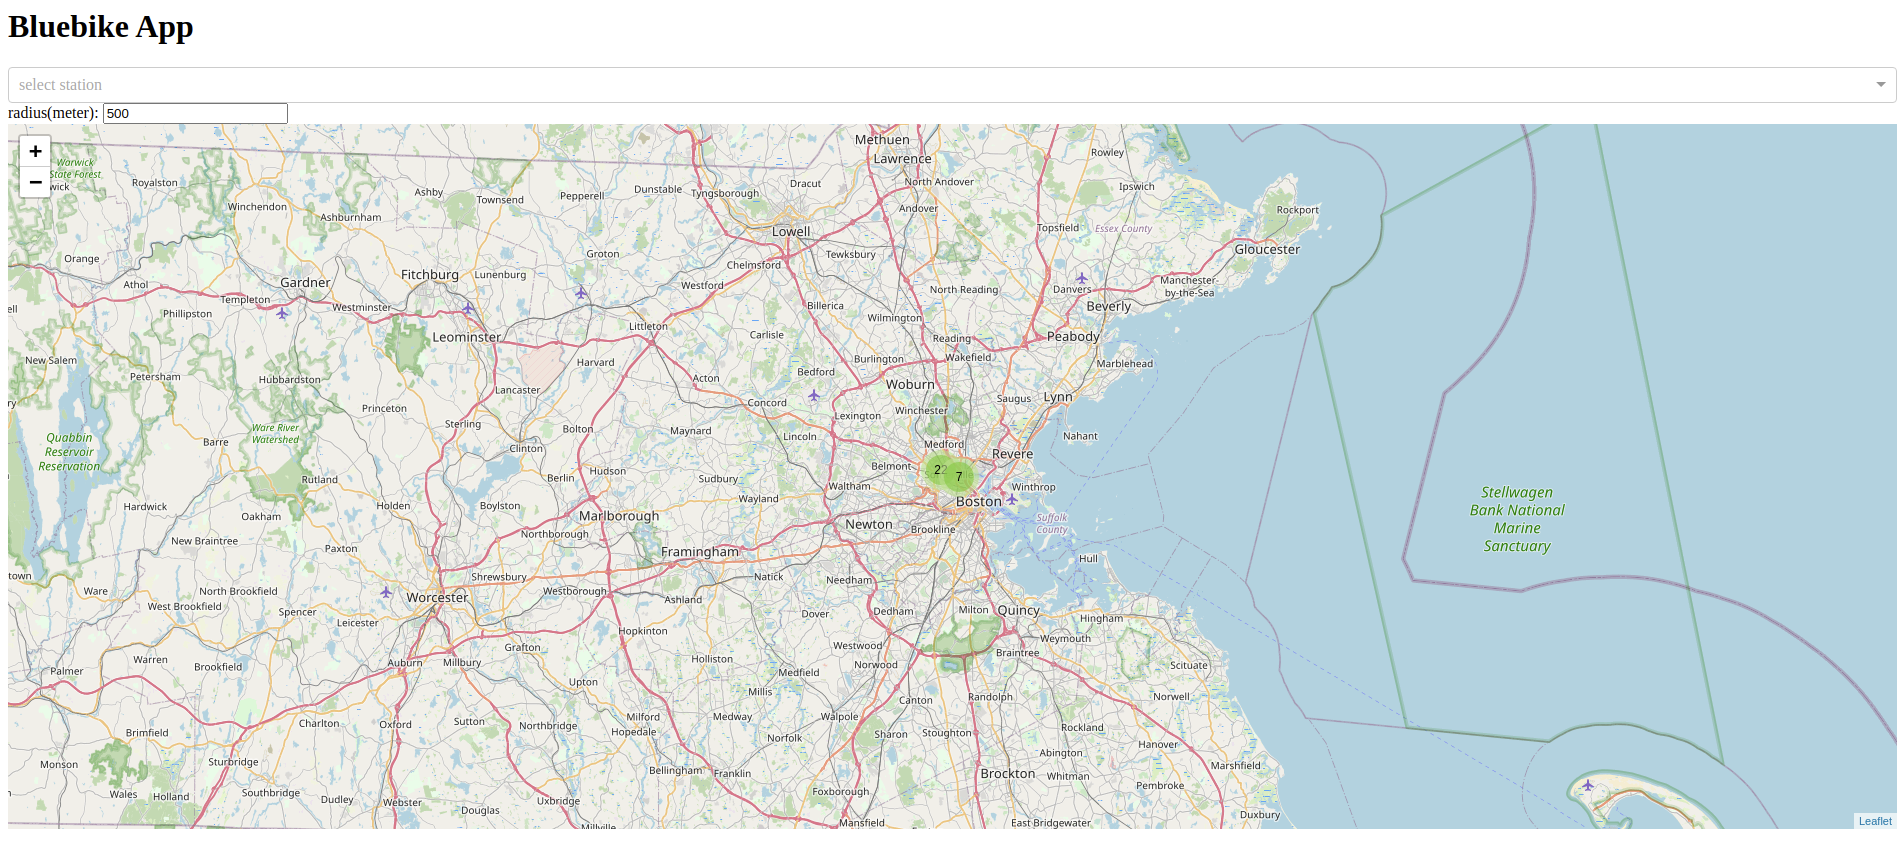 Bluebike App
select station
radius(meter): 500
+
−
Warwick
State Forest
wick
Royalston
Winchendon
Ashburnham
Ashby
Townsend
Pepperell
Dunstable
Tyngsborough
Dracut
Methuen
Lawrence
North Andover
Andover
Rowley
Ipswich
Rockport
Gloucester
Topsfield
Essex County
Lowell
Tewksbury
Chelmsford
Groton
Lunenburg
Fitchburg
Gardner
Orange
Athol
Templeton
Westminster
Phillipston
ell
Westford
Billerica
North Reading
Danvers
Manchester-
by-the-Sea
Beverly
Wilmington
Peabody
Littleton
Leominster
Carlisle
Reading
Wakefield
Burlington
Marblehead
New Salem
Petersham
Hubbardston
Harvard
Lancaster
Acton
Bedford
Woburn
Lynn
Saugus
ry
Princeton
Concord
Winchester
Lexington
Sterling
Bolton
Maynard
Lincoln
Medford
Nahant
Revere
Ware River
Watershed
Quabbin
Reservoir
Reservation
Barre
Clinton
Hudson
Berlin
Sudbury
Belmont
22
7
Waltham
Winthrop
Rutland
Wayland
Boston
Stellwagen
Bank National
Marine
Sanctuary
Hardwick
Oakham
Holden
Boylston
Marlborough
Newton
Brookline
Suffolk
County
New Braintree
Paxton
Northborough
Framingham
Hull
town
Ware
North Brookfield
West Brookfield
Spencer
Leicester
Worcester
Shrewsbury
Westborough
Natick
Ashland
Needham
Dover
Dedham
Milton
Quincy
Hingham
Hopkinton
Weymouth
Palmer
Warren
Brookfield
Auburn
Millbury
Grafton
Holliston
Westwood
Norwood
Medfield
Braintree
Scituate
Upton
Millis
Canton
Randolph
Norwell
Charlton
Oxford
Sutton
Northbridge
Milford
Hopedale
Medway
Walpole
Norfolk
Sharon
Stoughton
Rockland
Hanover
Abington
Brimfield
Monson
Sturbridge
Bellingham
Franklin
Brockton
Whitman
Marshfield
Pembroke
Wales
Holland
Southbridge
Dudley
Webster
Douglas
Uxbridge
Foxborough
Millville
Mansfield
East Bridgewater
Duxbury
Leaflet